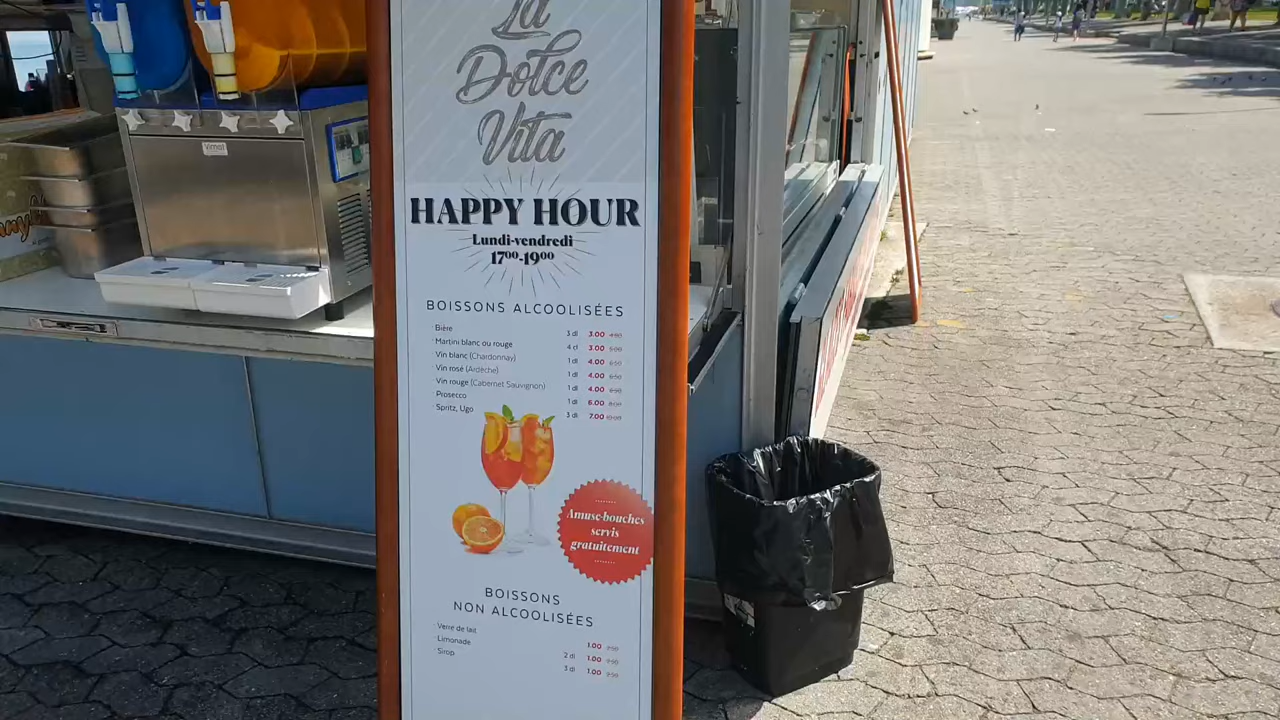 La
Dolce
Vita
HAPPY HOUR
Lundi-vendredi
17⁰⁰-19⁰⁰
BOISSONS ALCOOLISÉES
Bière 3 dl 3.00
Martini blanc ou rouge 4 cl 3.00
Vin blanc (Chardonnay) 1 dl 4.00
Vin rosé (Ardèche) 1 dl 4.00
Vin rouge (Cabernet Sauvignon) 1 dl 4.00
Prosecco 1 dl 6.00
Spritz, Ugo 3 dl 7.00
Amuse-bouches
servis
gratuitement
BOISSONS
NON ALCOOLISÉES
Verre de lait 1.00
Limonade 2 dl 1.00
Sirop 3 dl 1.00